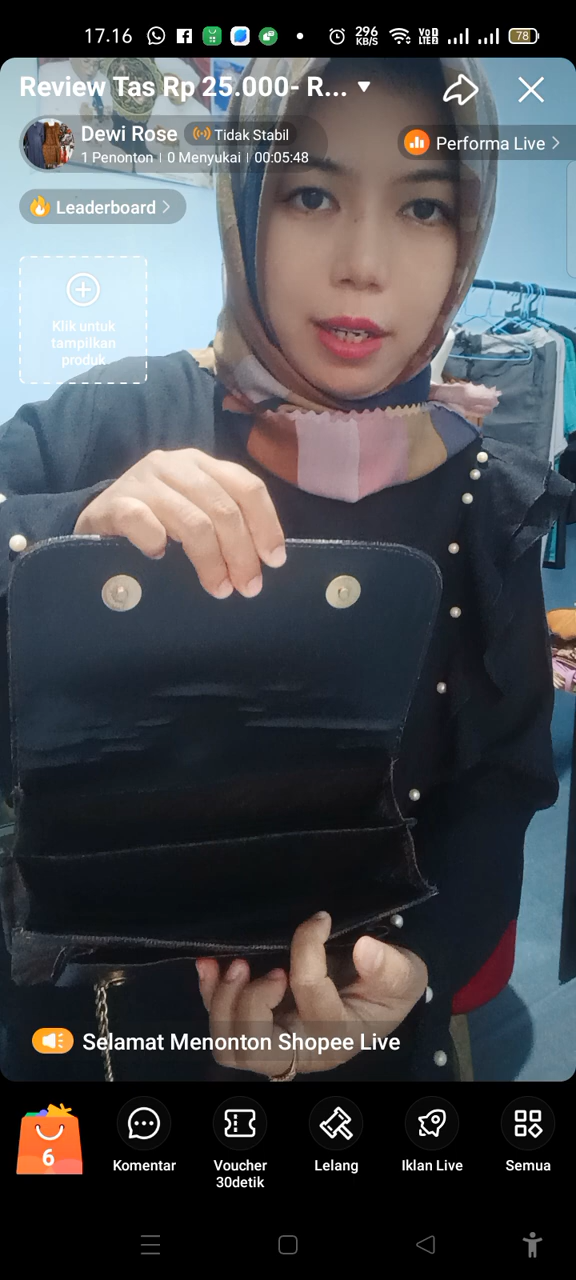 17.16
296
KB/S
VoD
LTE
78
Review Tas Rp 25.000- R...
Dewi Rose
Tidak Stabil
1 Penonton | 0 Menyukai | 00:05:48
Performa Live
Leaderboard
Klik untuk
tampilkan
produk
Selamat Menonton Shopee Live
6
Komentar
Voucher
30detik
Lelang
Iklan Live
Semua